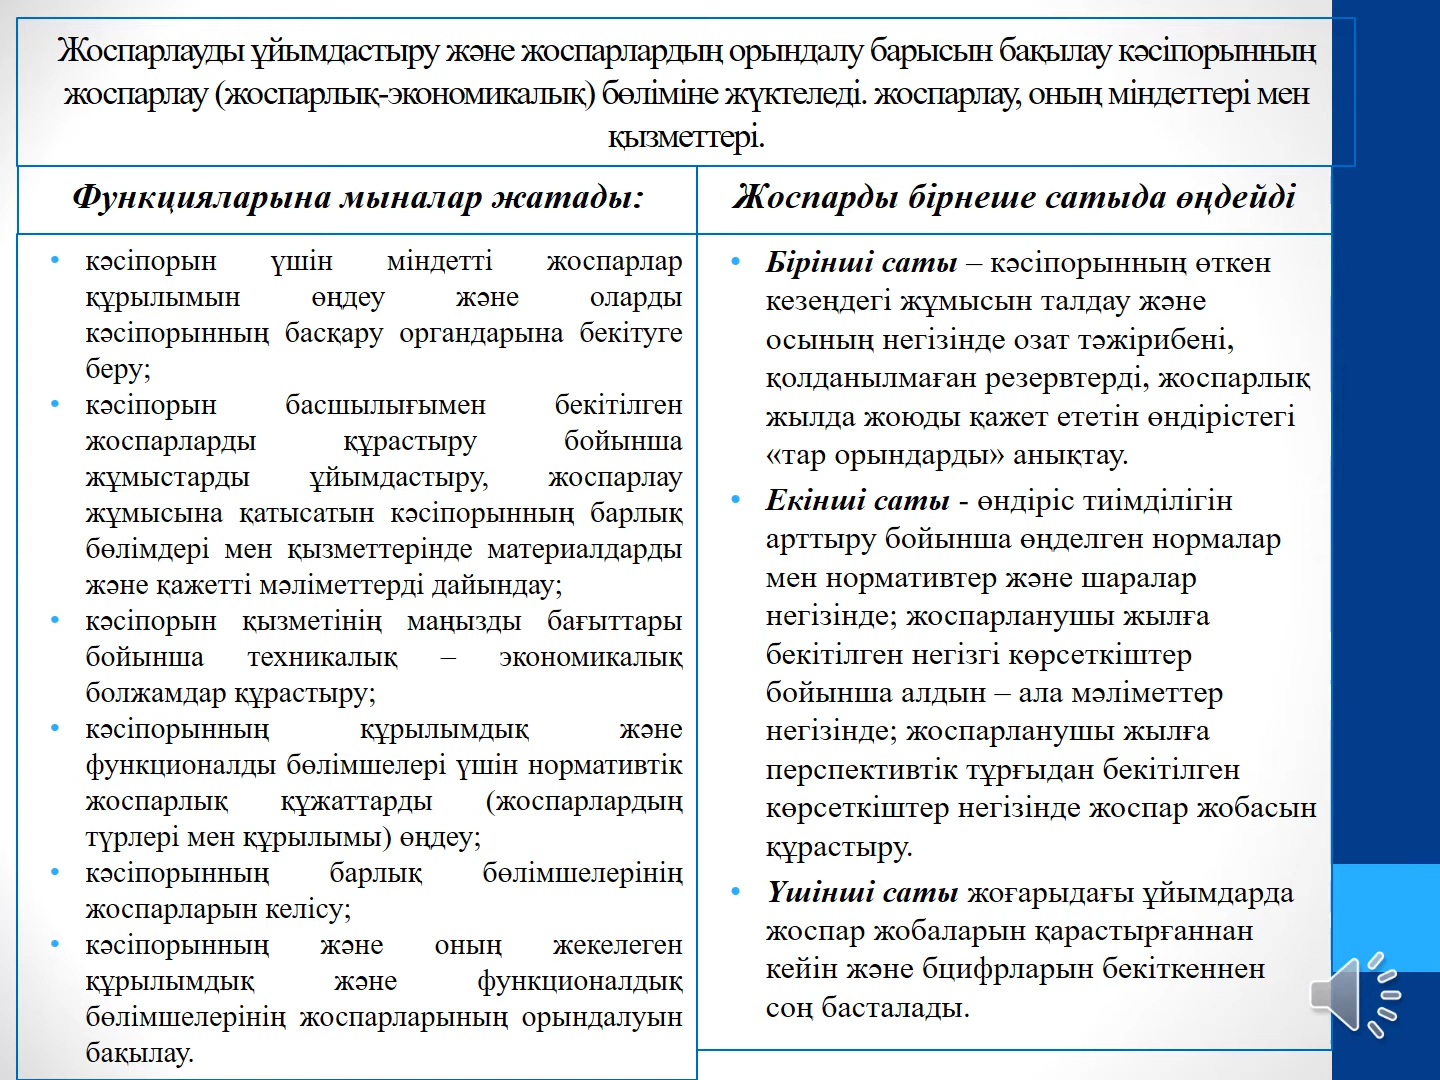 Жоспарлауды ұйымдастыру және жоспарлардың орындалу барысын бақылау кәсіпорынның
жоспарлау (жоспарлық-экономикалық) бөліміне жүктеледі. жоспарлау, оның міндеттері мен
қызметтері.
Функцияларына мыналар жатады:
• кәсіпорын үшін міндетті жоспарлар
құрылымын өңдеу және оларды
кәсіпорынның басқару органдарына бекітуге
беру;
• кәсіпорын басшылығымен бекітілген
жоспарларды құрастыру бойынша
жұмыстарды ұйымдастыру, жоспарлау
жұмысына қатысатын кәсіпорынның барлық
бөлімдері мен қызметтерінде материалдарды
және қажетті мәліметтерді дайындау;
• кәсіпорын қызметінің маңызды бағыттары
бойынша техникалық – экономикалық
болжамдар құрастыру;
• кәсіпорынның құрылымдық және
функционалды бөлімшелері үшін нормативтік
жоспарлық құжаттарды (жоспарлардың
түрлері мен құрылымы) өңдеу;
• кәсіпорынның барлық бөлімшелерінің
жоспарларын келісу;
• кәсіпорынның және оның жекелеген
құрылымдық және функционалдық
бөлімшелерінің жоспарларының орындалуын
бақылау.
Жоспарды бірнеше сатыда өңдейді
• Бірінші саты – кәсіпорынның өткен
кезеңдегі жұмысын талдау және
осының негізінде озат тәжірибені,
қолданылмаған резервтерді, жоспарлық
жылда жоюды қажет ететін өндірістегі
«тар орындарды» анықтау.
• Екінші саты - өндіріс тиімділігін
арттыру бойынша өңделген нормалар
мен нормативтер және шаралар
негізінде; жоспарланушы жылға
бекітілген негізгі көрсеткіштер
бойынша алдын – ала мәліметтер
негізінде; жоспарланушы жылға
перспективтік тұрғыдан бекітілген
көрсеткіштер негізінде жоспар жобасын
құрастыру.
• Үшінші саты жоғарыдағы ұйымдарда
жоспар жобаларын қарастырғаннан
кейін және бцифрларын бекіткеннен
соң басталады.